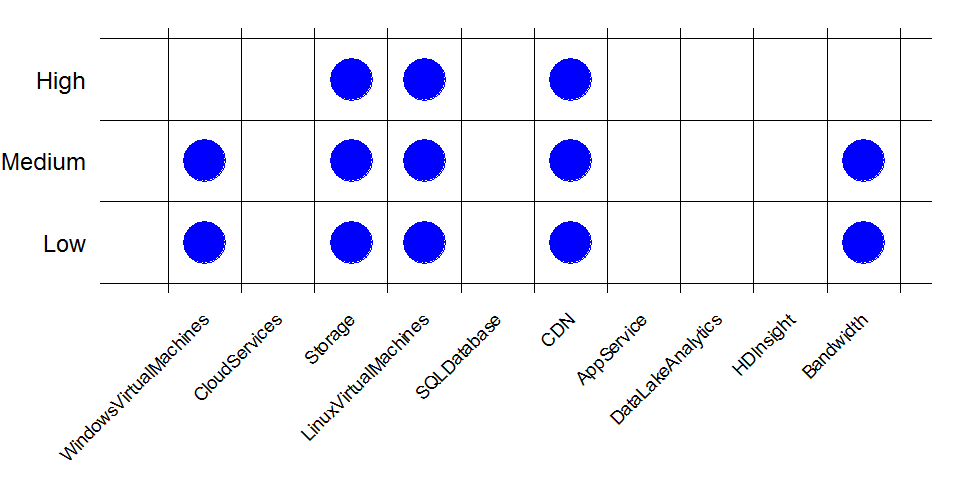 High
Medium
Low
WindowsVirtualMachines
CloudServices
Storage
LinuxVirtualMachines
SQLDatabase
CDN
AppService
DataLakeAnalytics
HDInsight
Bandwidth